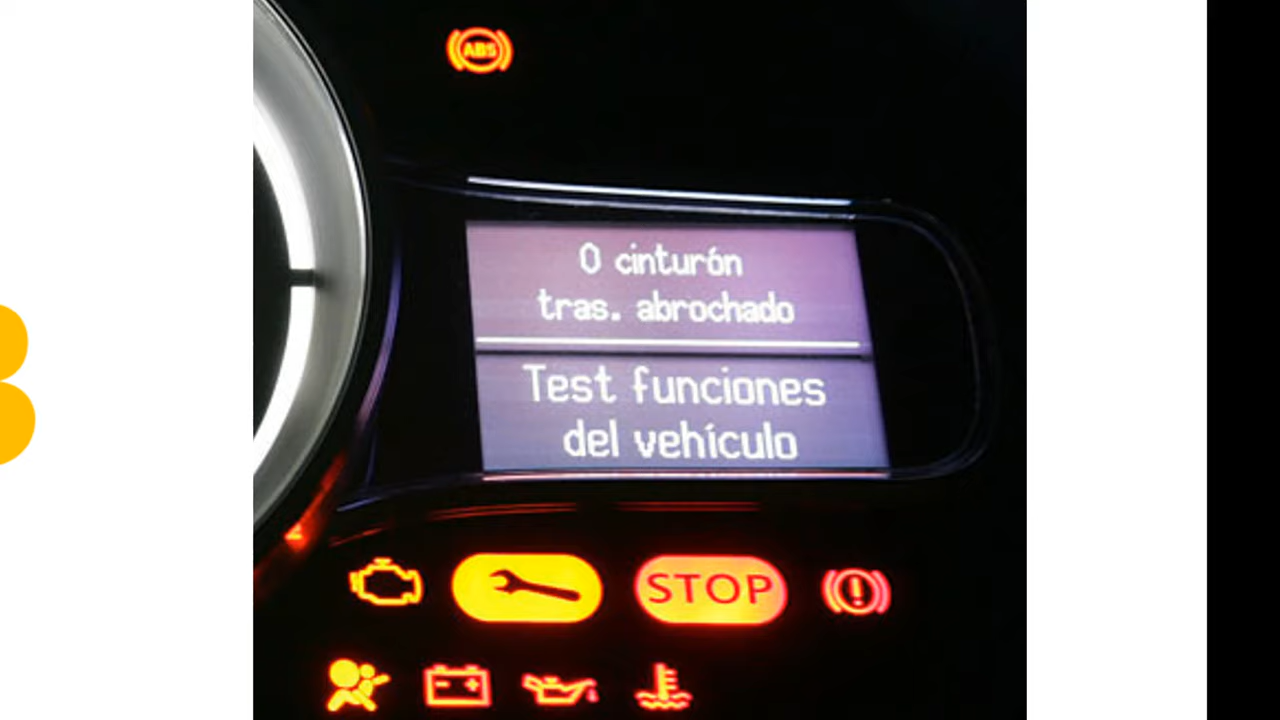 ABS
0 cinturón
tras. abrochado
Test funciones
del vehículo
STOP